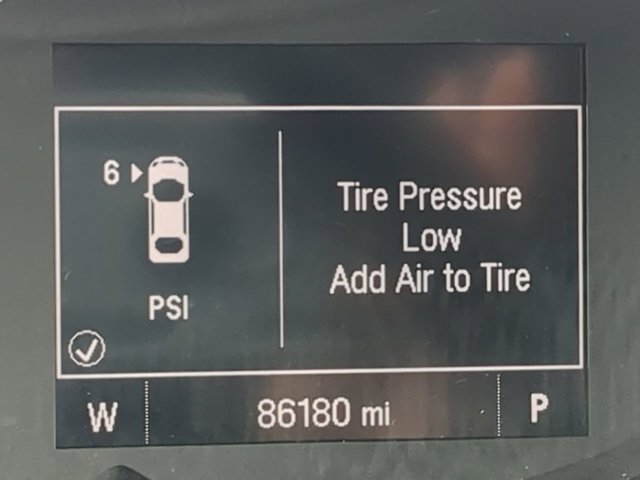 6
Tire Pressure
Low
Add Air to Tire
PSI
W 86180 mi P